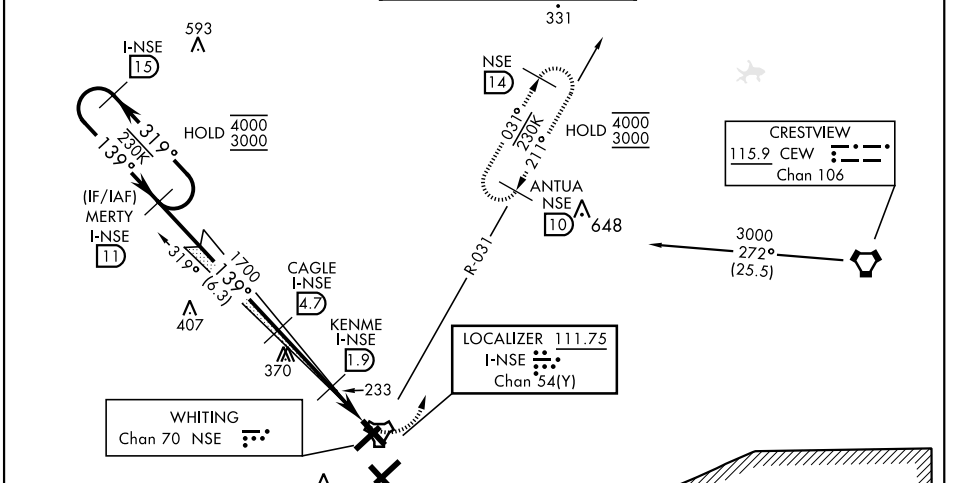 331
593
I-NSE
15
NSE
14
HOLD 4000
3000
319°
230K
139°
031°
230K
211°
HOLD 4000
3000
CRESTVIEW
115.9 CEW
Chan 106
(IF/IAF)
MERTY
I-NSE
11
ANTUA
NSE
10
648
3000
272°
(25.5)
R-031
1700
139°
319° (6.3)
CAGLE
I-NSE
4.7
407
KENME
I-NSE
1.9
370
233
LOCALIZER 111.75
I-NSE
Chan 54(Y)
WHITING
Chan 70 NSE